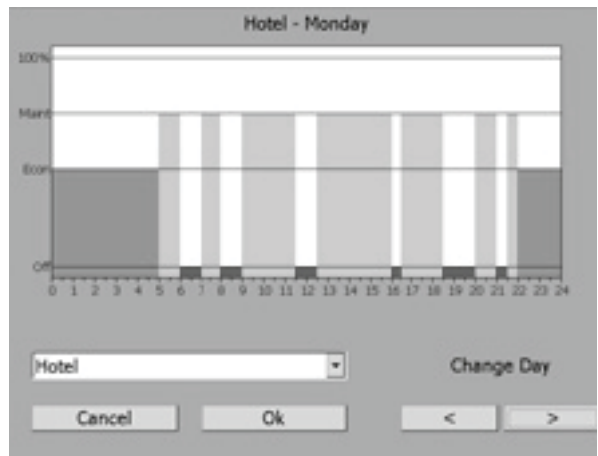 Hotel - Monday
100%
Maint
Econ
Off
0 1 2 3 4 5 6 7 8 9 10 11 12 13 14 15 16 17 18 19 20 21 22 23 24
Hotel
Change Day
Cancel
Ok
<
>